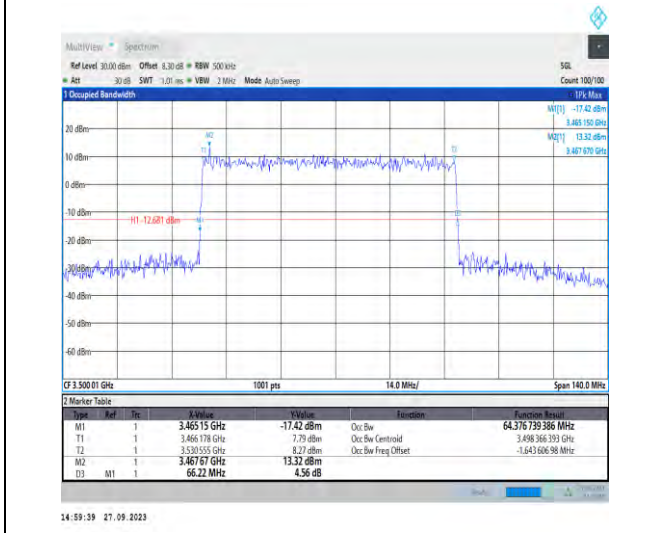 MultiView Spectrum
Ref Level 30.00 dBm Offset 8.30 dB RBW 500 kHz SGL
Att 30 dB SWT 1.01 ms VBW 2 MHz Mode Auto Sweep Count 100/100
1 Occupied Bandwidth 1Pk Max
M1[1] -17.42 dBm
3.465 150 GHz
M2[1] 13.32 dBm
3.467 670 GHz
20 dBm
M2
T1 T2
10 dBm
0 dBm
-10 dBm
H1 -12.681 dBm
M1
D3
-20 dBm
-30 dBm
-40 dBm
-50 dBm
-60 dBm
CF 3.500 01 GHz 1001 pts 14.0 MHz/ Span 140.0 MHz
2 Marker Table
Type Ref Trc X-Value Y-Value Function Function Result
M1 1 3.465 15 GHz -17.42 dBm Occ Bw 64.376 739 386 MHz
T1 1 3.466 178 GHz 7.79 dBm Occ Bw Centroid 3.498 366 393 GHz
T2 1 3.530 555 GHz 8.27 dBm Occ Bw Freq Offset -1.643 606 98 MHz
M2 1 3.467 67 GHz 13.32 dBm
D3 M1 1 66.22 MHz 4.56 dB
14:59:39 27.09.2023